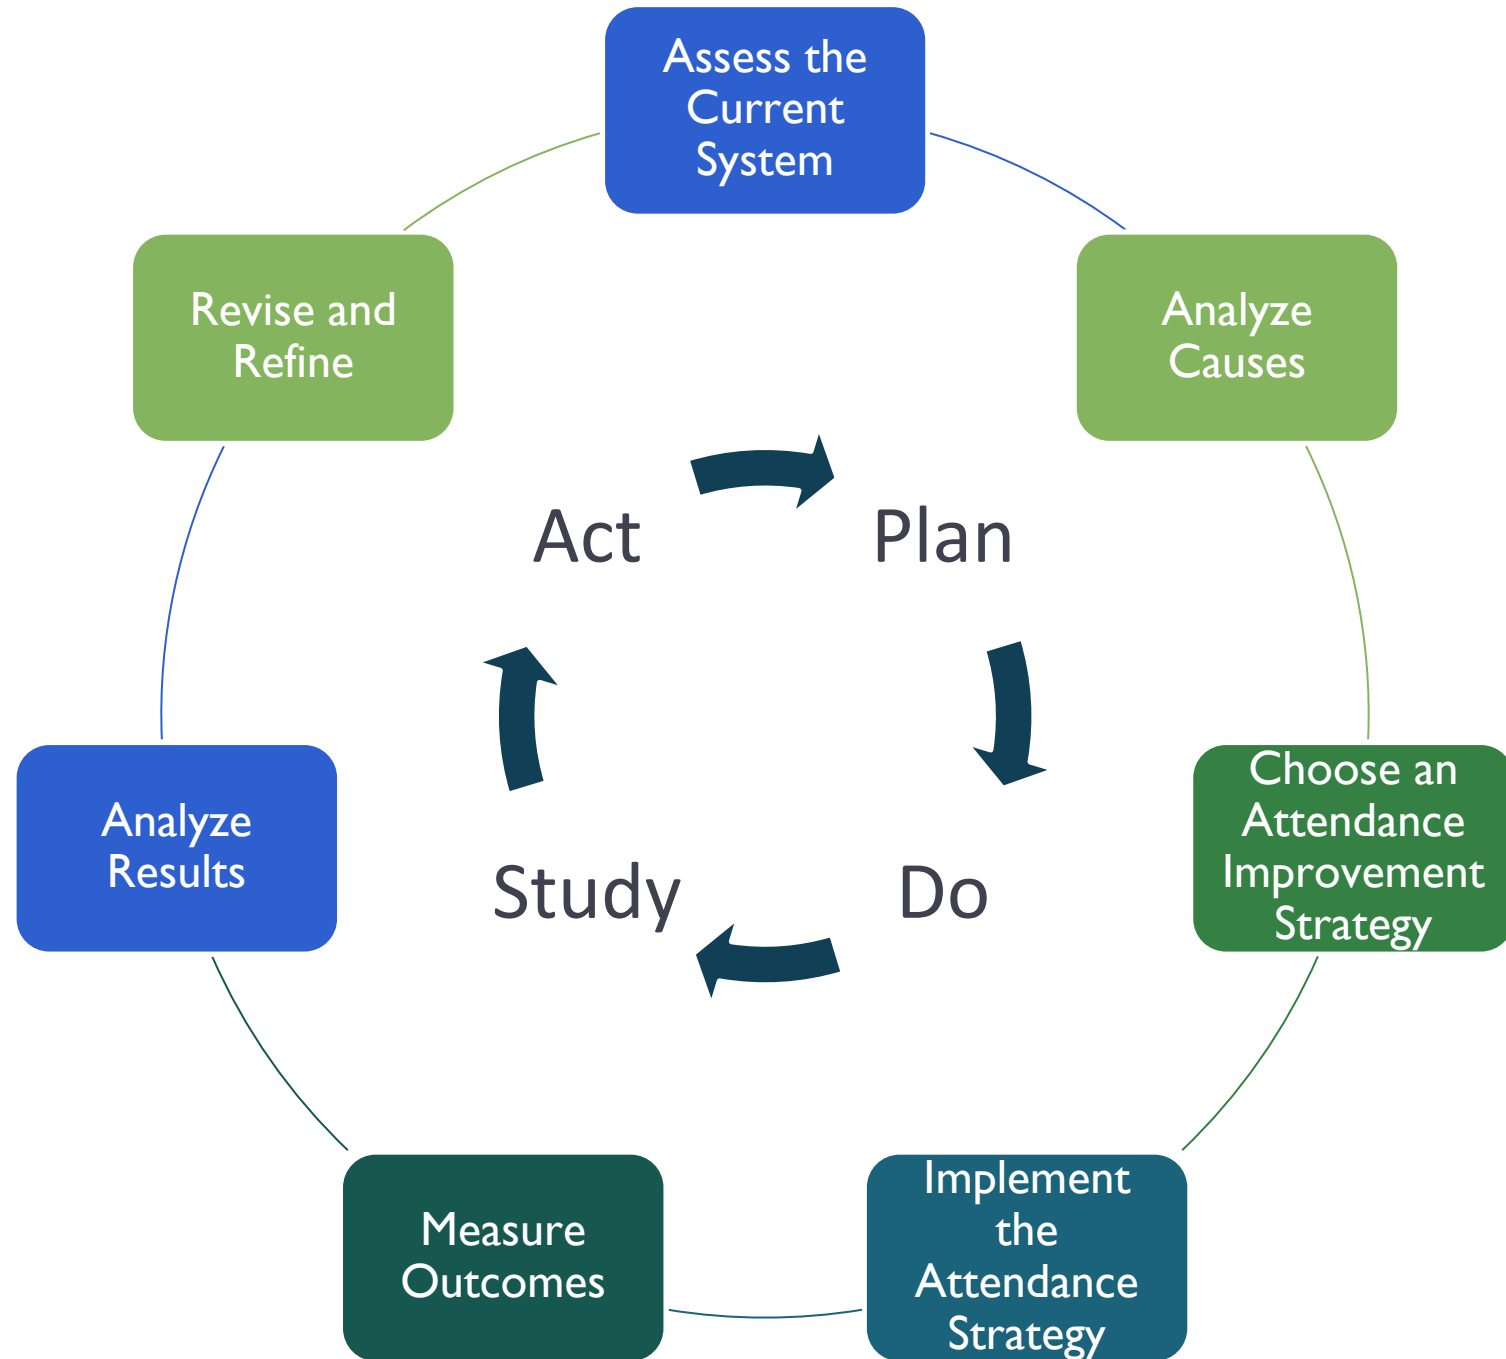 Assess the
Current
System
Analyze
Causes
Choose an
Attendance
Improvement
Strategy
Implement
the
Attendance
Strategy
Measure
Outcomes
Analyze
Results
Revise and
Refine
Act
Plan
Do
Study